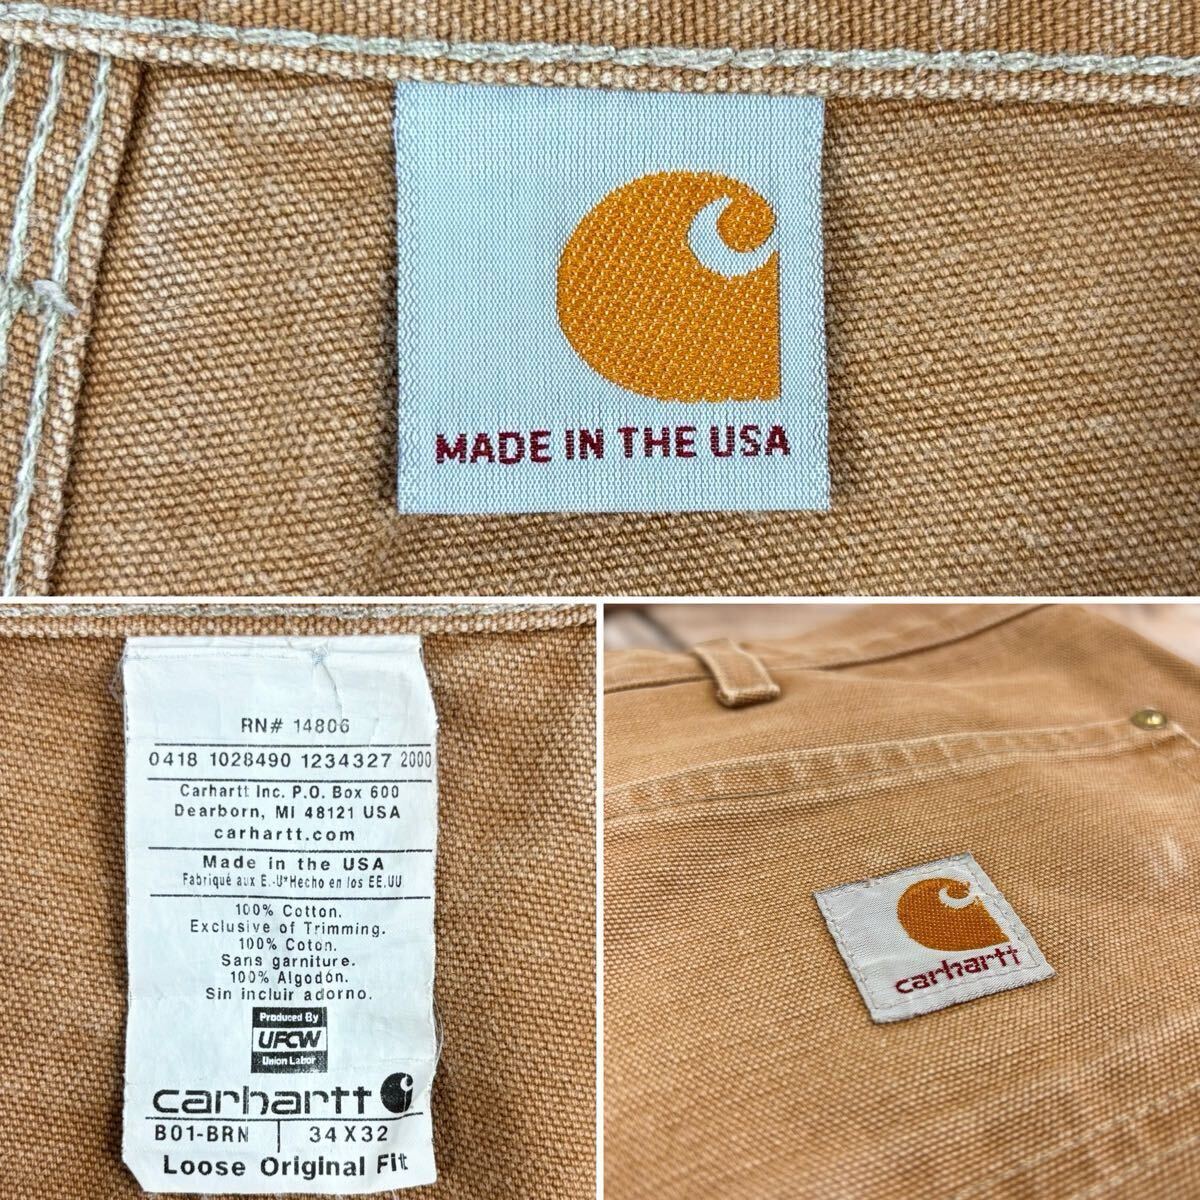 MADE IN THE USA
RN# 14806
0418 1028490 1234327 2000
Carhartt Inc. P.O. Box 600
Dearborn, MI 48121 USA
carhartt.com
Made in the USA
Fabriqué aux E.-U*Hecho en los EE.UU
100% Cotton.
Exclusive of Trimming.
100% Coton.
Sans garniture.
100% Algodón.
Sin incluir adorno.
Produced By
UFCW
Union Labor
carhartt
B01-BRN 34 X 32
Loose Original Fit
carhartt